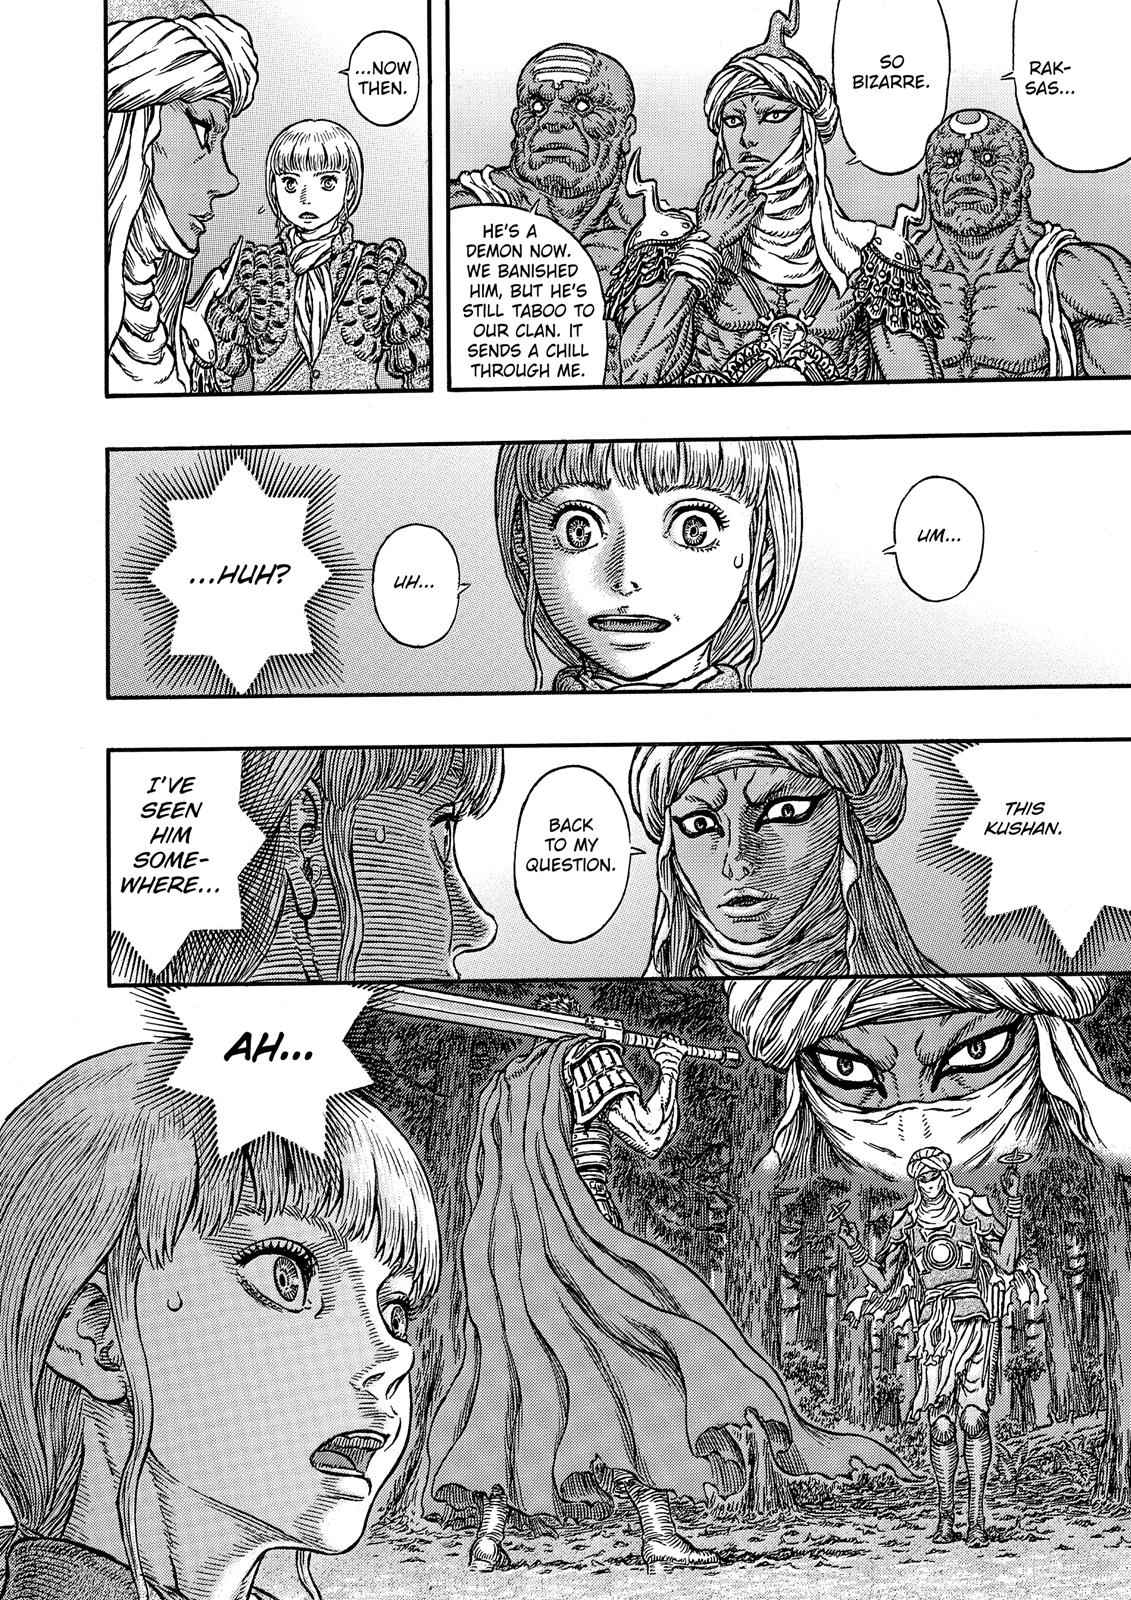 RAK-
SAS...
SO
BIZARRE.
HE'S A
DEMON NOW.
WE BANISHED
HIM, BUT HE'S
STILL TABOO TO
OUR CLAN. IT
SENDS A CHILL
THROUGH ME.
...NOW
THEN.
UM...
UH...
...HUH?
THIS
KUSHAN.
BACK
TO MY
QUESTION.
I'VE
SEEN
HIM
SOME-
WHERE...
AH...